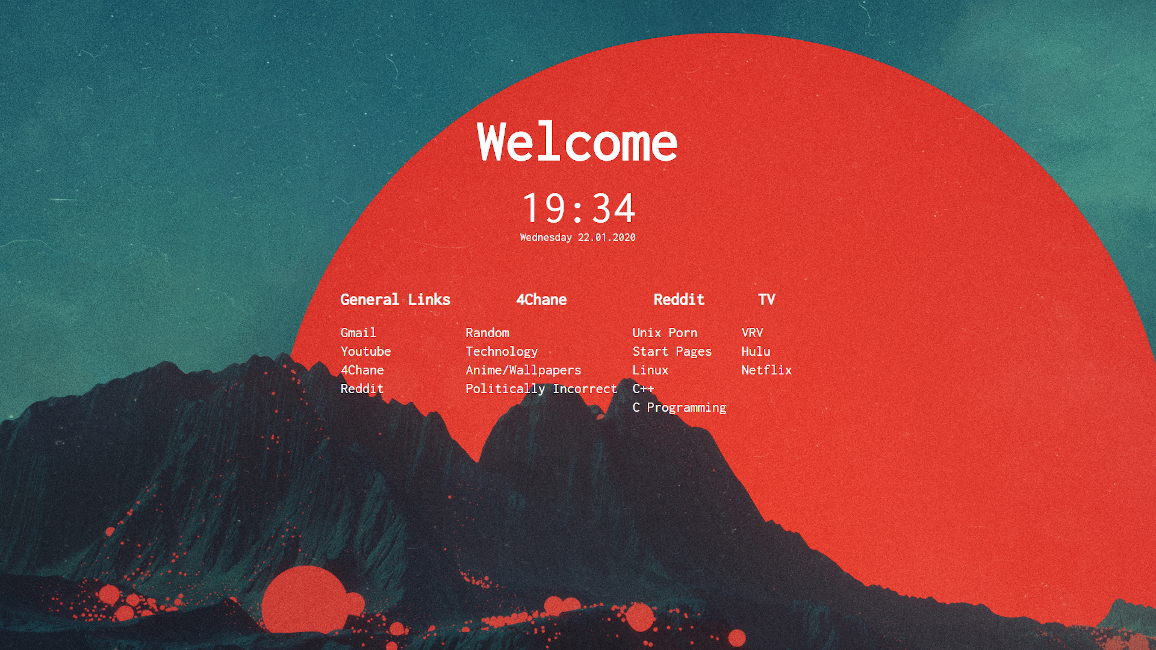 Welcome
19:34
Wednesday 22.01.2020
General Links
Gmail
Youtube
4Chane
Reddit
4Chane
Random
Technology
Anime/Wallpapers
Politically Incorrect
Reddit
Unix Porn
Start Pages
Linux
C++
C Programming
TV
VRV
Hulu
Netflix